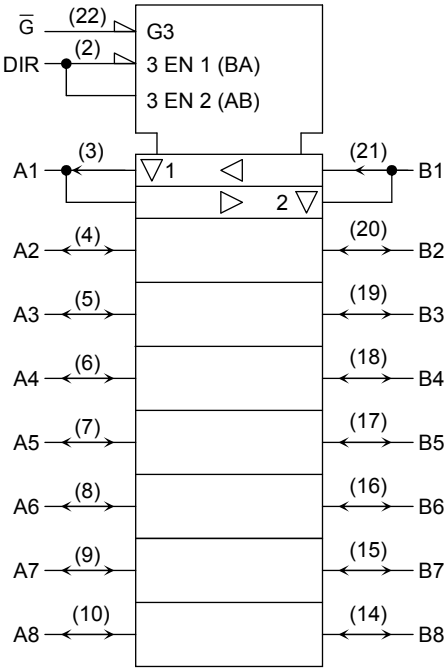 G̅ (22) G3
DIR (2) 3 EN 1 (BA)
3 EN 2 (AB)
A1 (3) 1 (21) B1
2
A2 (4) (20) B2
A3 (5) (19) B3
A4 (6) (18) B4
A5 (7) (17) B5
A6 (8) (16) B6
A7 (9) (15) B7
A8 (10) (14) B8